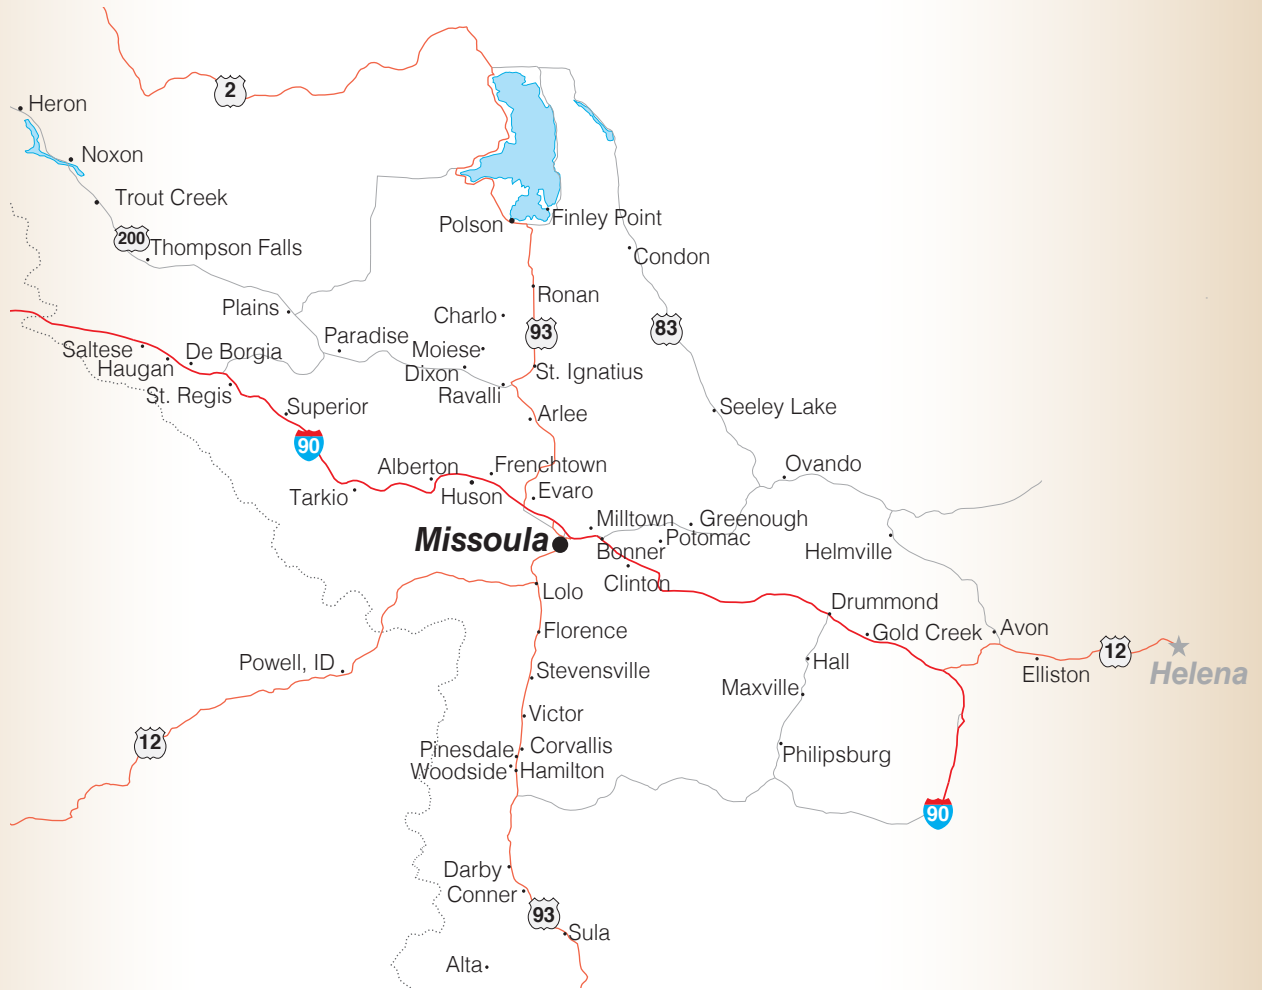 2
Heron
Noxon
Trout Creek
200
Thompson Falls
Polson
Finley Point
Condon
Plains
Ronan
Charlo
93
83
Paradise
Saltese
De Borgia
Moiese
Haugan
Dixon
St. Ignatius
St. Regis
Ravalli
Superior
Arlee
Seeley Lake
90
Alberton
Frenchtown
Ovando
Tarkio
Huson
Evaro
Milltown
Greenough
Missoula
Bonner
Potomac
Helmville
Clinton
Lolo
Drummond
Florence
Gold Creek
Avon
Powell, ID
Hall
12
Elliston
Helena
Stevensville
Maxville
Victor
12
Pinesdale
Corvallis
Philipsburg
Woodside
Hamilton
90
Darby
Conner
93
Sula
Alta